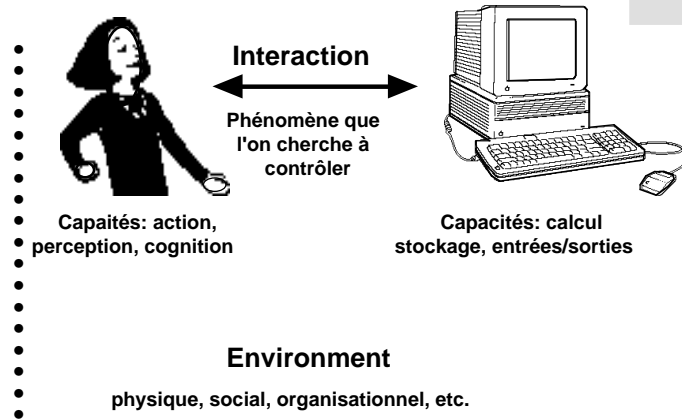 Interaction
Phénomène que
l'on cherche à
contrôler
Capaités: action,
perception, cognition
Capacités: calcul
stockage, entrées/sorties
Environment
physique, social, organisationnel, etc.